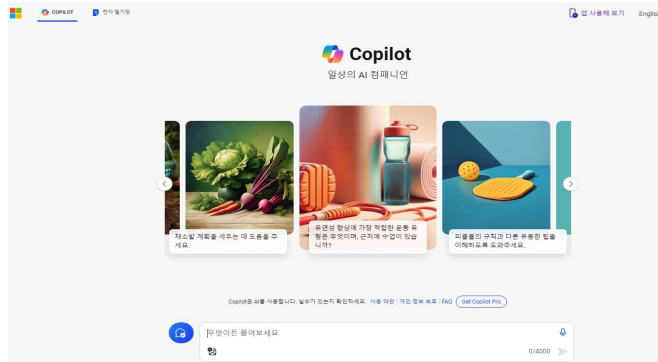 COPILOT
전자 필기장
앱 사용해 보기
English
Copilot
일상의 AI 컴패니언
채소밭 계획을 세우는 데 도움을 주
세요.
유연성 향상에 가장 적합한 운동 유
형은 무엇이며, 근처에 수업이 있습
니까?
피클볼의 규칙과 다른 유용한 팁을
이해하도록 도와주세요.
Copilot은 AI를 사용합니다. 실수가 있는지 확인하세요. 사용 약관 | 개인 정보 보호 | FAQ Get Copilot Pro
무엇이든 물어보세요
0/4000